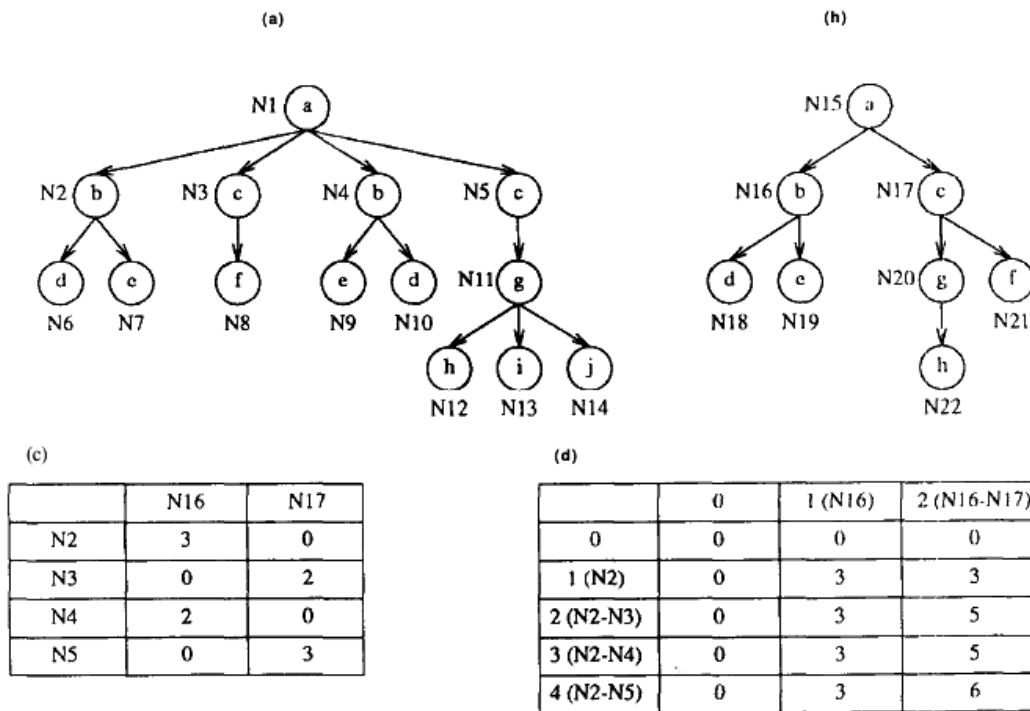 (a) (h)
N1 a N15 a
N2 b N3 c N4 b N5 c N16 b N17 c
d e f e d N11 g d e N20 g f
N6 N7 N8 N9 N10 N18 N19 N21
h i j h
N12 N13 N14 N22
(c) (d)
N16 N17
N2 3 0
N3 0 2
N4 2 0
N5 0 3
0 1 (N16) 2 (N16-N17)
0 0 0 0
1 (N2) 0 3 3
2 (N2-N3) 0 3 5
3 (N2-N4) 0 3 5
4 (N2-N5) 0 3 6